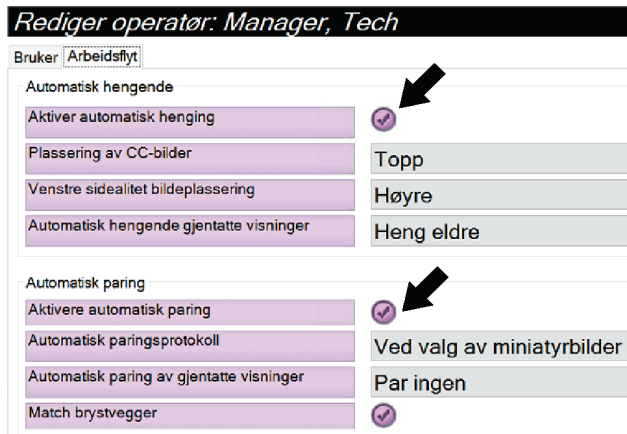 Rediger operatør: Manager, Tech
Bruker Arbeidsflyt
Automatisk hengende
Aktiver automatisk henging
Plassering av CC-bilder Topp
Venstre sidealitet bildeplassering Høyre
Automatisk hengende gjentatte visninger Heng eldre
Automatisk paring
Aktivere automatisk paring
Automatisk paringsprotokoll Ved valg av miniatyrbilder
Automatisk paring av gjentatte visninger Par ingen
Match brystvegger